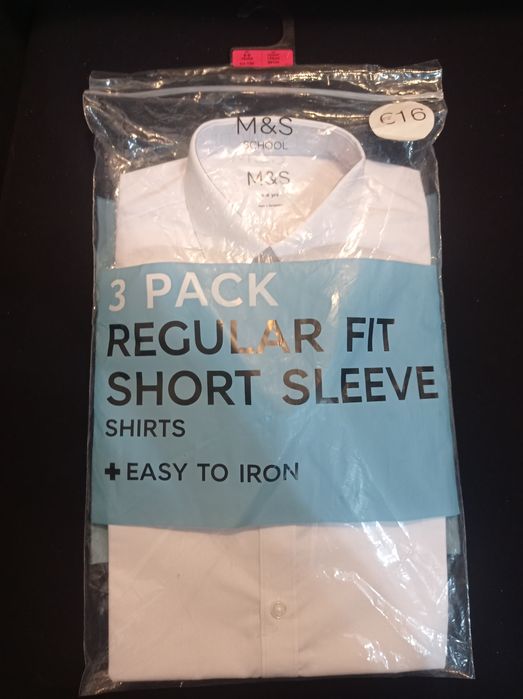 €16
M&S
SCHOOL
M&S
3 PACK
REGULAR FIT
SHORT SLEEVE
SHIRTS
+EASY TO IRON